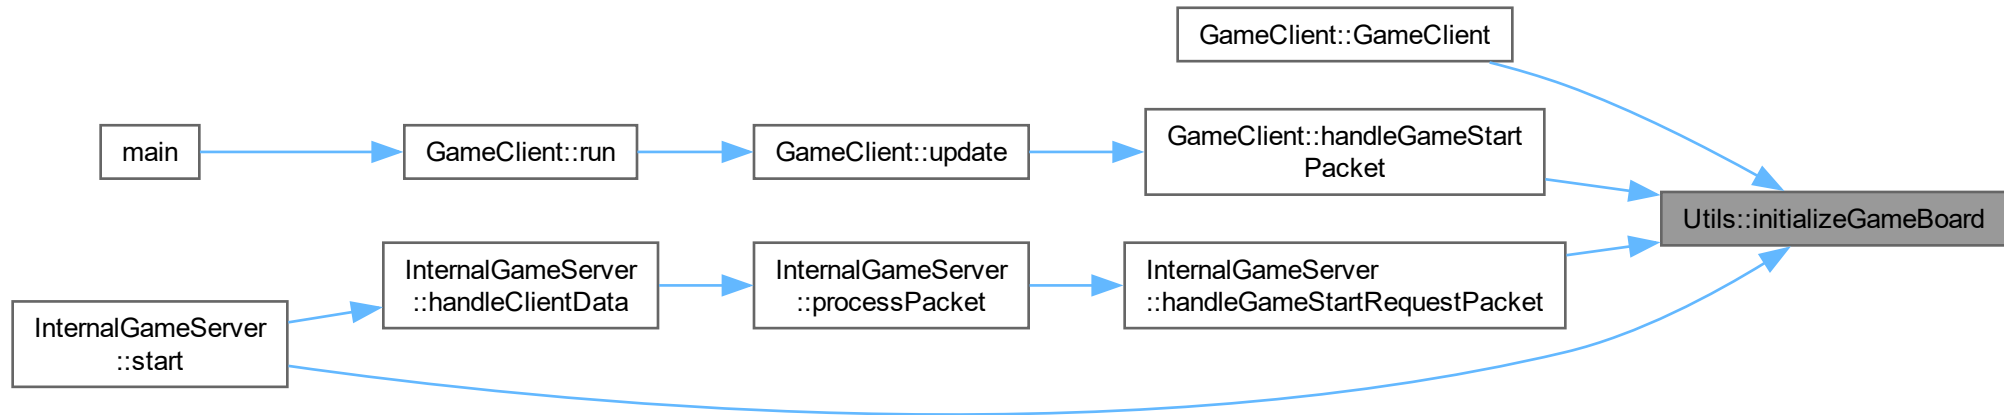 GameClient::GameClient
main
GameClient::run
GameClient::update
GameClient::handleGameStart
Packet
Utils::initializeGameBoard
InternalGameServer
::start
InternalGameServer
::handleClientData
InternalGameServer
::processPacket
InternalGameServer
::handleGameStartRequestPacket